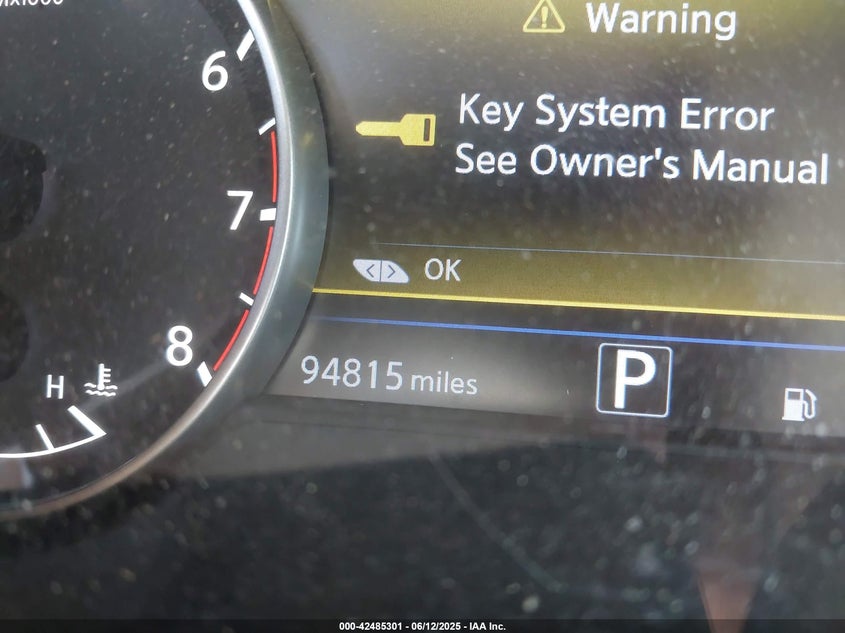 Warning
6
Key System Error
See Owner's Manual
7
OK
8
94815 miles
P
H
000-42485301 - 06/12/2025 - IAA Inc.